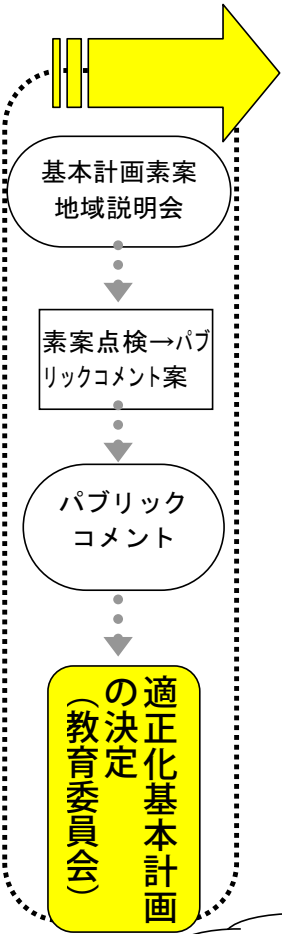 基本計画素案
地域説明会
素案点検→パブ
リックコメント案
パブリック
コメント
適正化基本計画
の決定
（教育委員会）